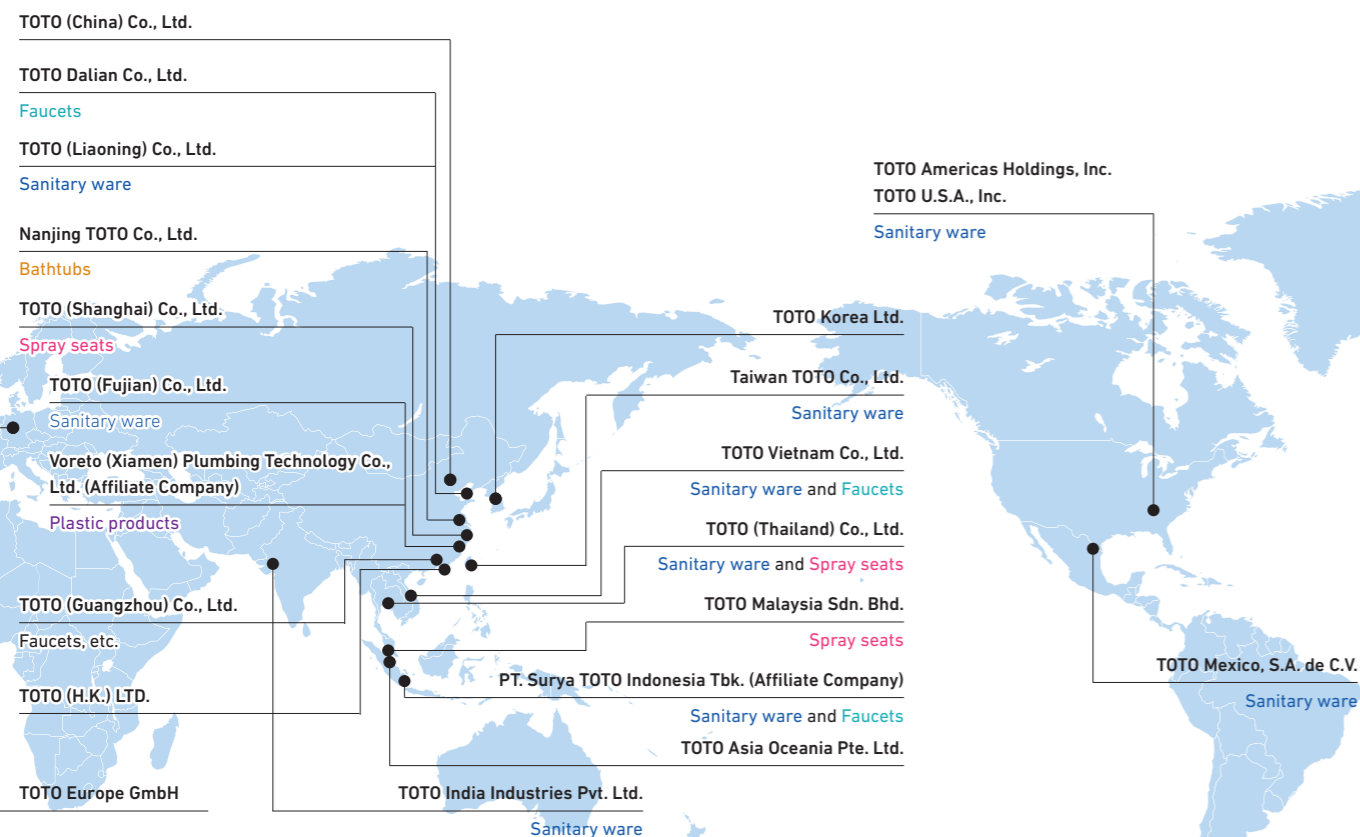 TOTO (China) Co., Ltd.
TOTO Dalian Co., Ltd.
Faucets
TOTO (Liaoning) Co., Ltd.
Sanitary ware
Nanjing TOTO Co., Ltd.
Bathtubs
TOTO (Shanghai) Co., Ltd.
Spray seats
TOTO (Fujian) Co., Ltd.
Sanitary ware
Voreto (Xiamen) Plumbing Technology Co.,
Ltd. (Affiliate Company)
Plastic products
TOTO (Guangzhou) Co., Ltd.
Faucets, etc.
TOTO (H.K.) LTD.
TOTO Europe GmbH
TOTO Korea Ltd.
Taiwan TOTO Co., Ltd.
Sanitary ware
TOTO Vietnam Co., Ltd.
Sanitary ware and Faucets
TOTO (Thailand) Co., Ltd.
Sanitary ware and Spray seats
TOTO Malaysia Sdn. Bhd.
Spray seats
PT. Surya TOTO Indonesia Tbk. (Affiliate Company)
Sanitary ware and Faucets
TOTO Asia Oceania Pte. Ltd.
TOTO India Industries Pvt. Ltd.
Sanitary ware
TOTO Americas Holdings, Inc.
TOTO U.S.A., Inc.
Sanitary ware
TOTO Mexico, S.A. de C.V.
Sanitary ware